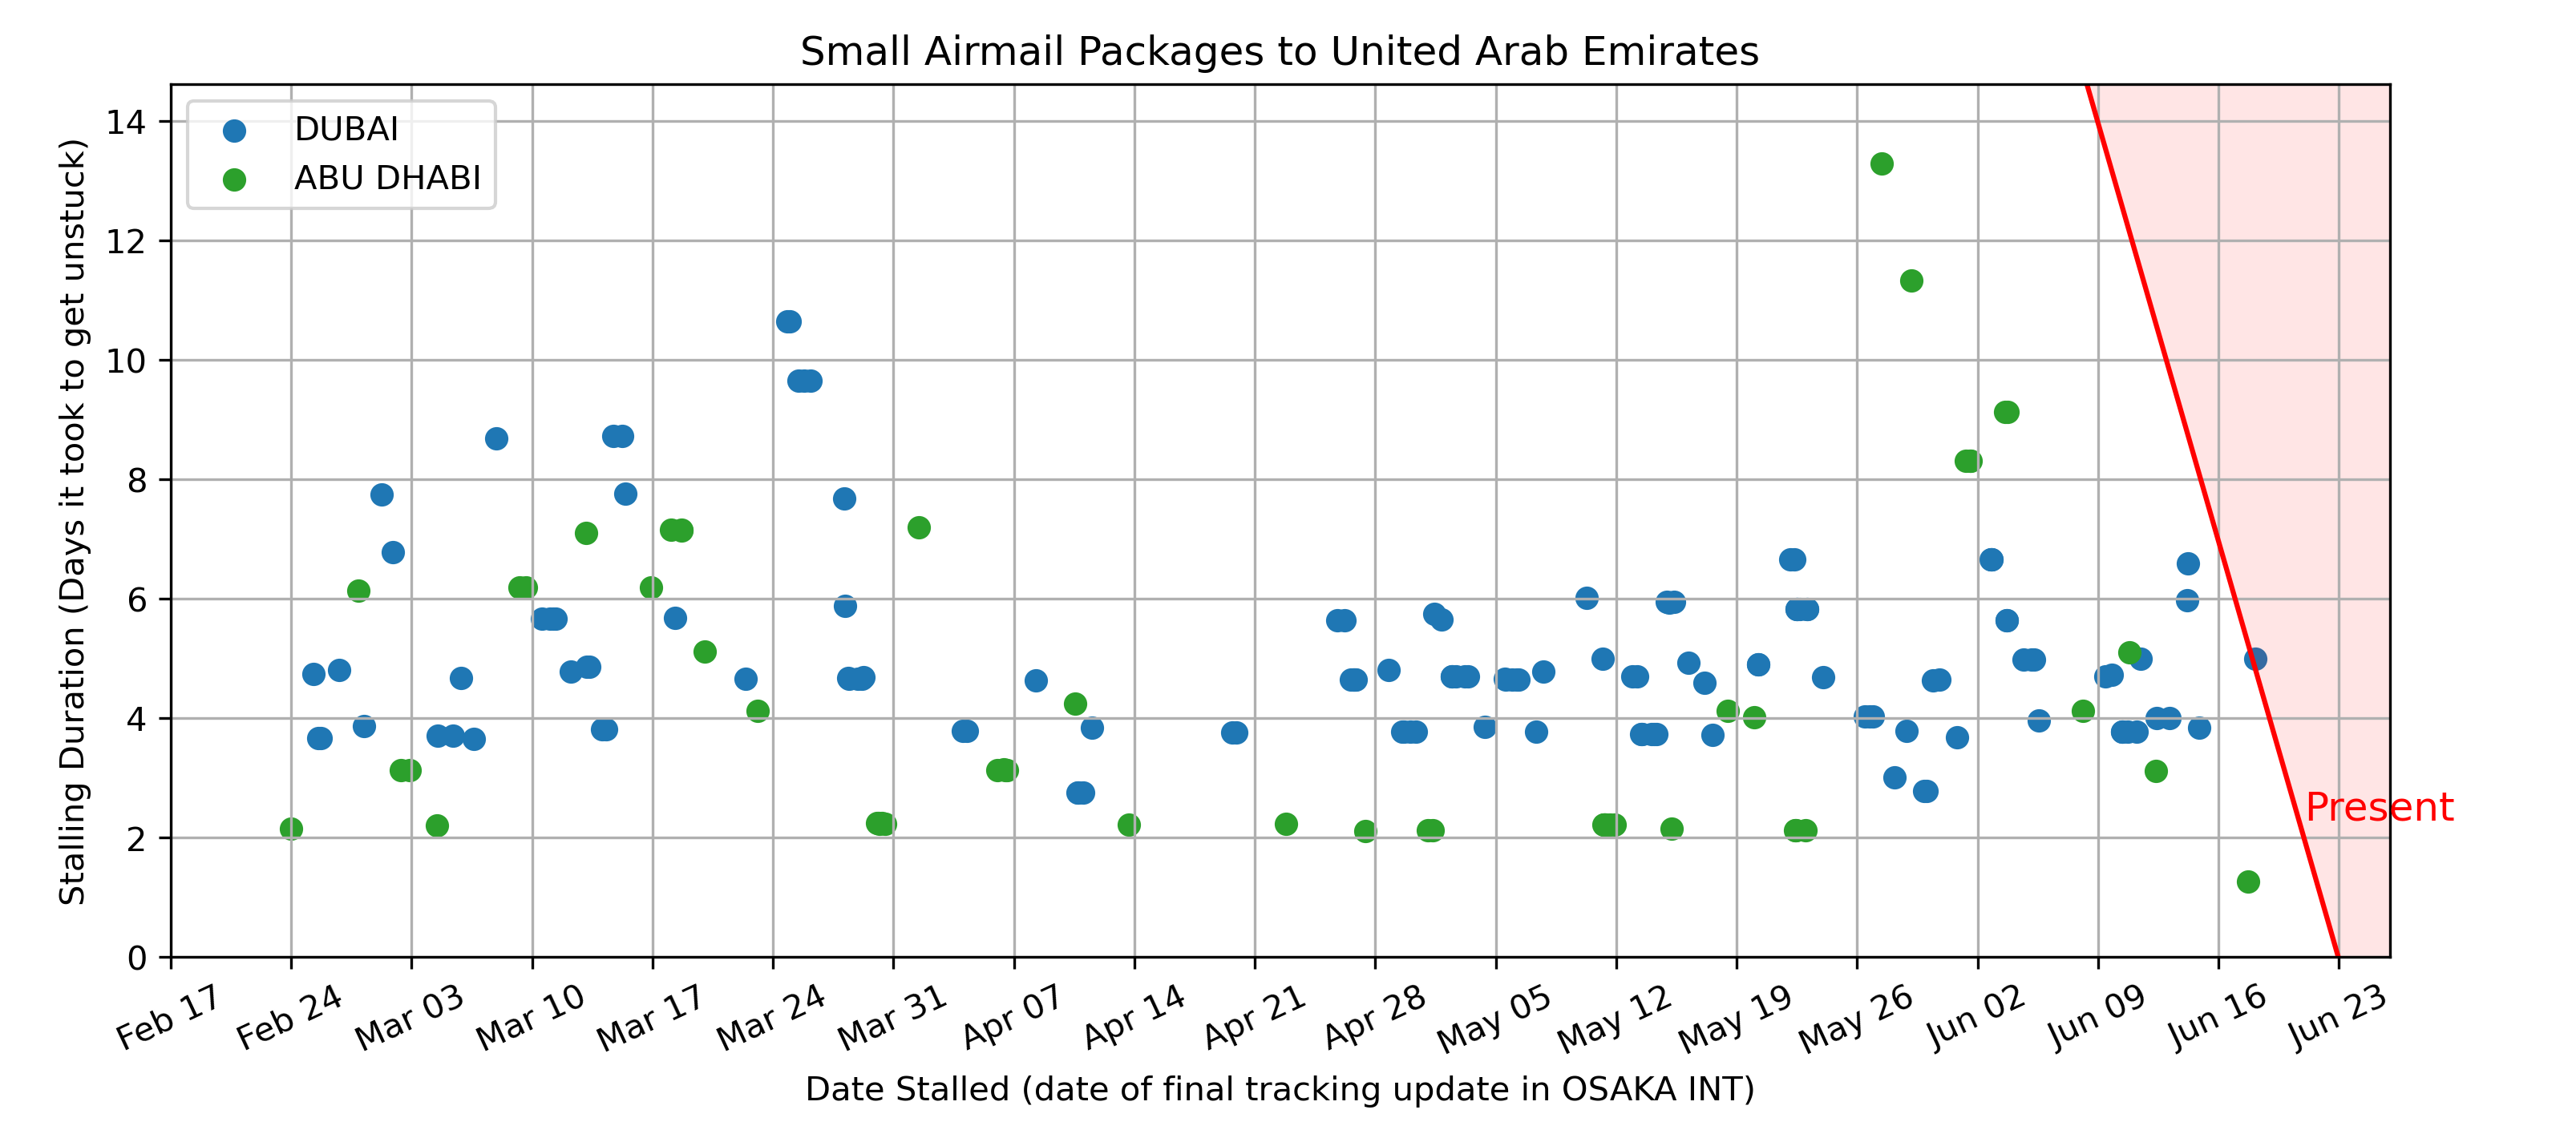 Small Airmail Packages to United Arab Emirates
DUBAI
ABU DHABI
Stalling Duration (Days it took to get unstuck)
14
12
10
8
6
4
2
0
Present
Feb 17
Feb 24
Mar 03
Mar 10
Mar 17
Mar 24
Mar 31
Apr 07
Apr 14
Apr 21
Apr 28
May 05
May 12
May 19
May 26
Jun 02
Jun 09
Jun 16
Jun 23
Date Stalled (date of final tracking update in OSAKA INT)